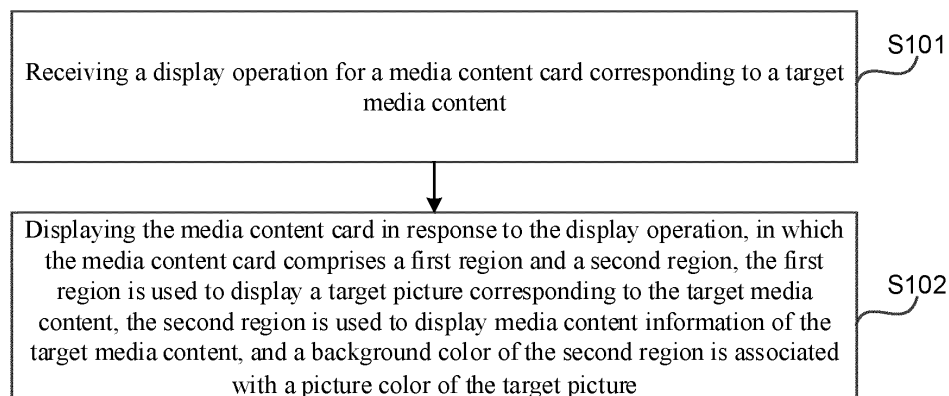 Receiving a display operation for a media content card corresponding to a target
media content
S101
Displaying the media content card in response to the display operation, in which
the media content card comprises a first region and a second region, the first
region is used to display a target picture corresponding to the target media
content, the second region is used to display media content information of the
target media content, and a background color of the second region is associated
with a picture color of the target picture
S102